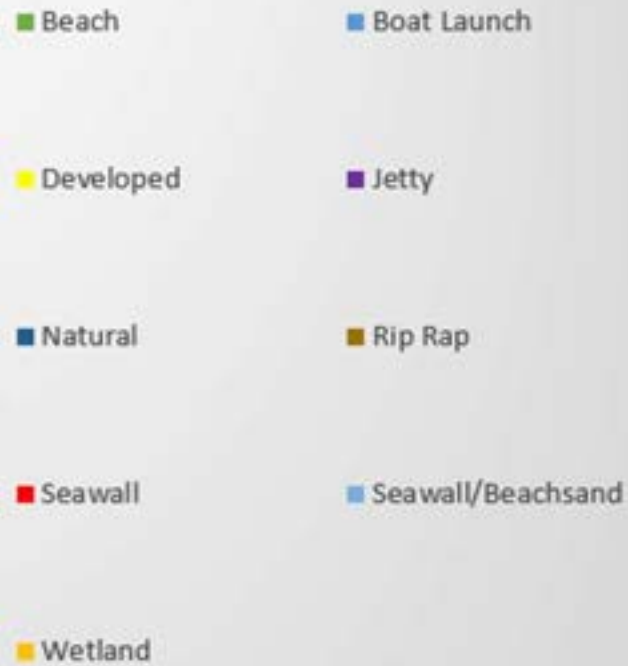 Beach
Boat Launch
Developed
Jetty
Natural
Rip Rap
Seawall
Seawall/Beachsand
Wetland